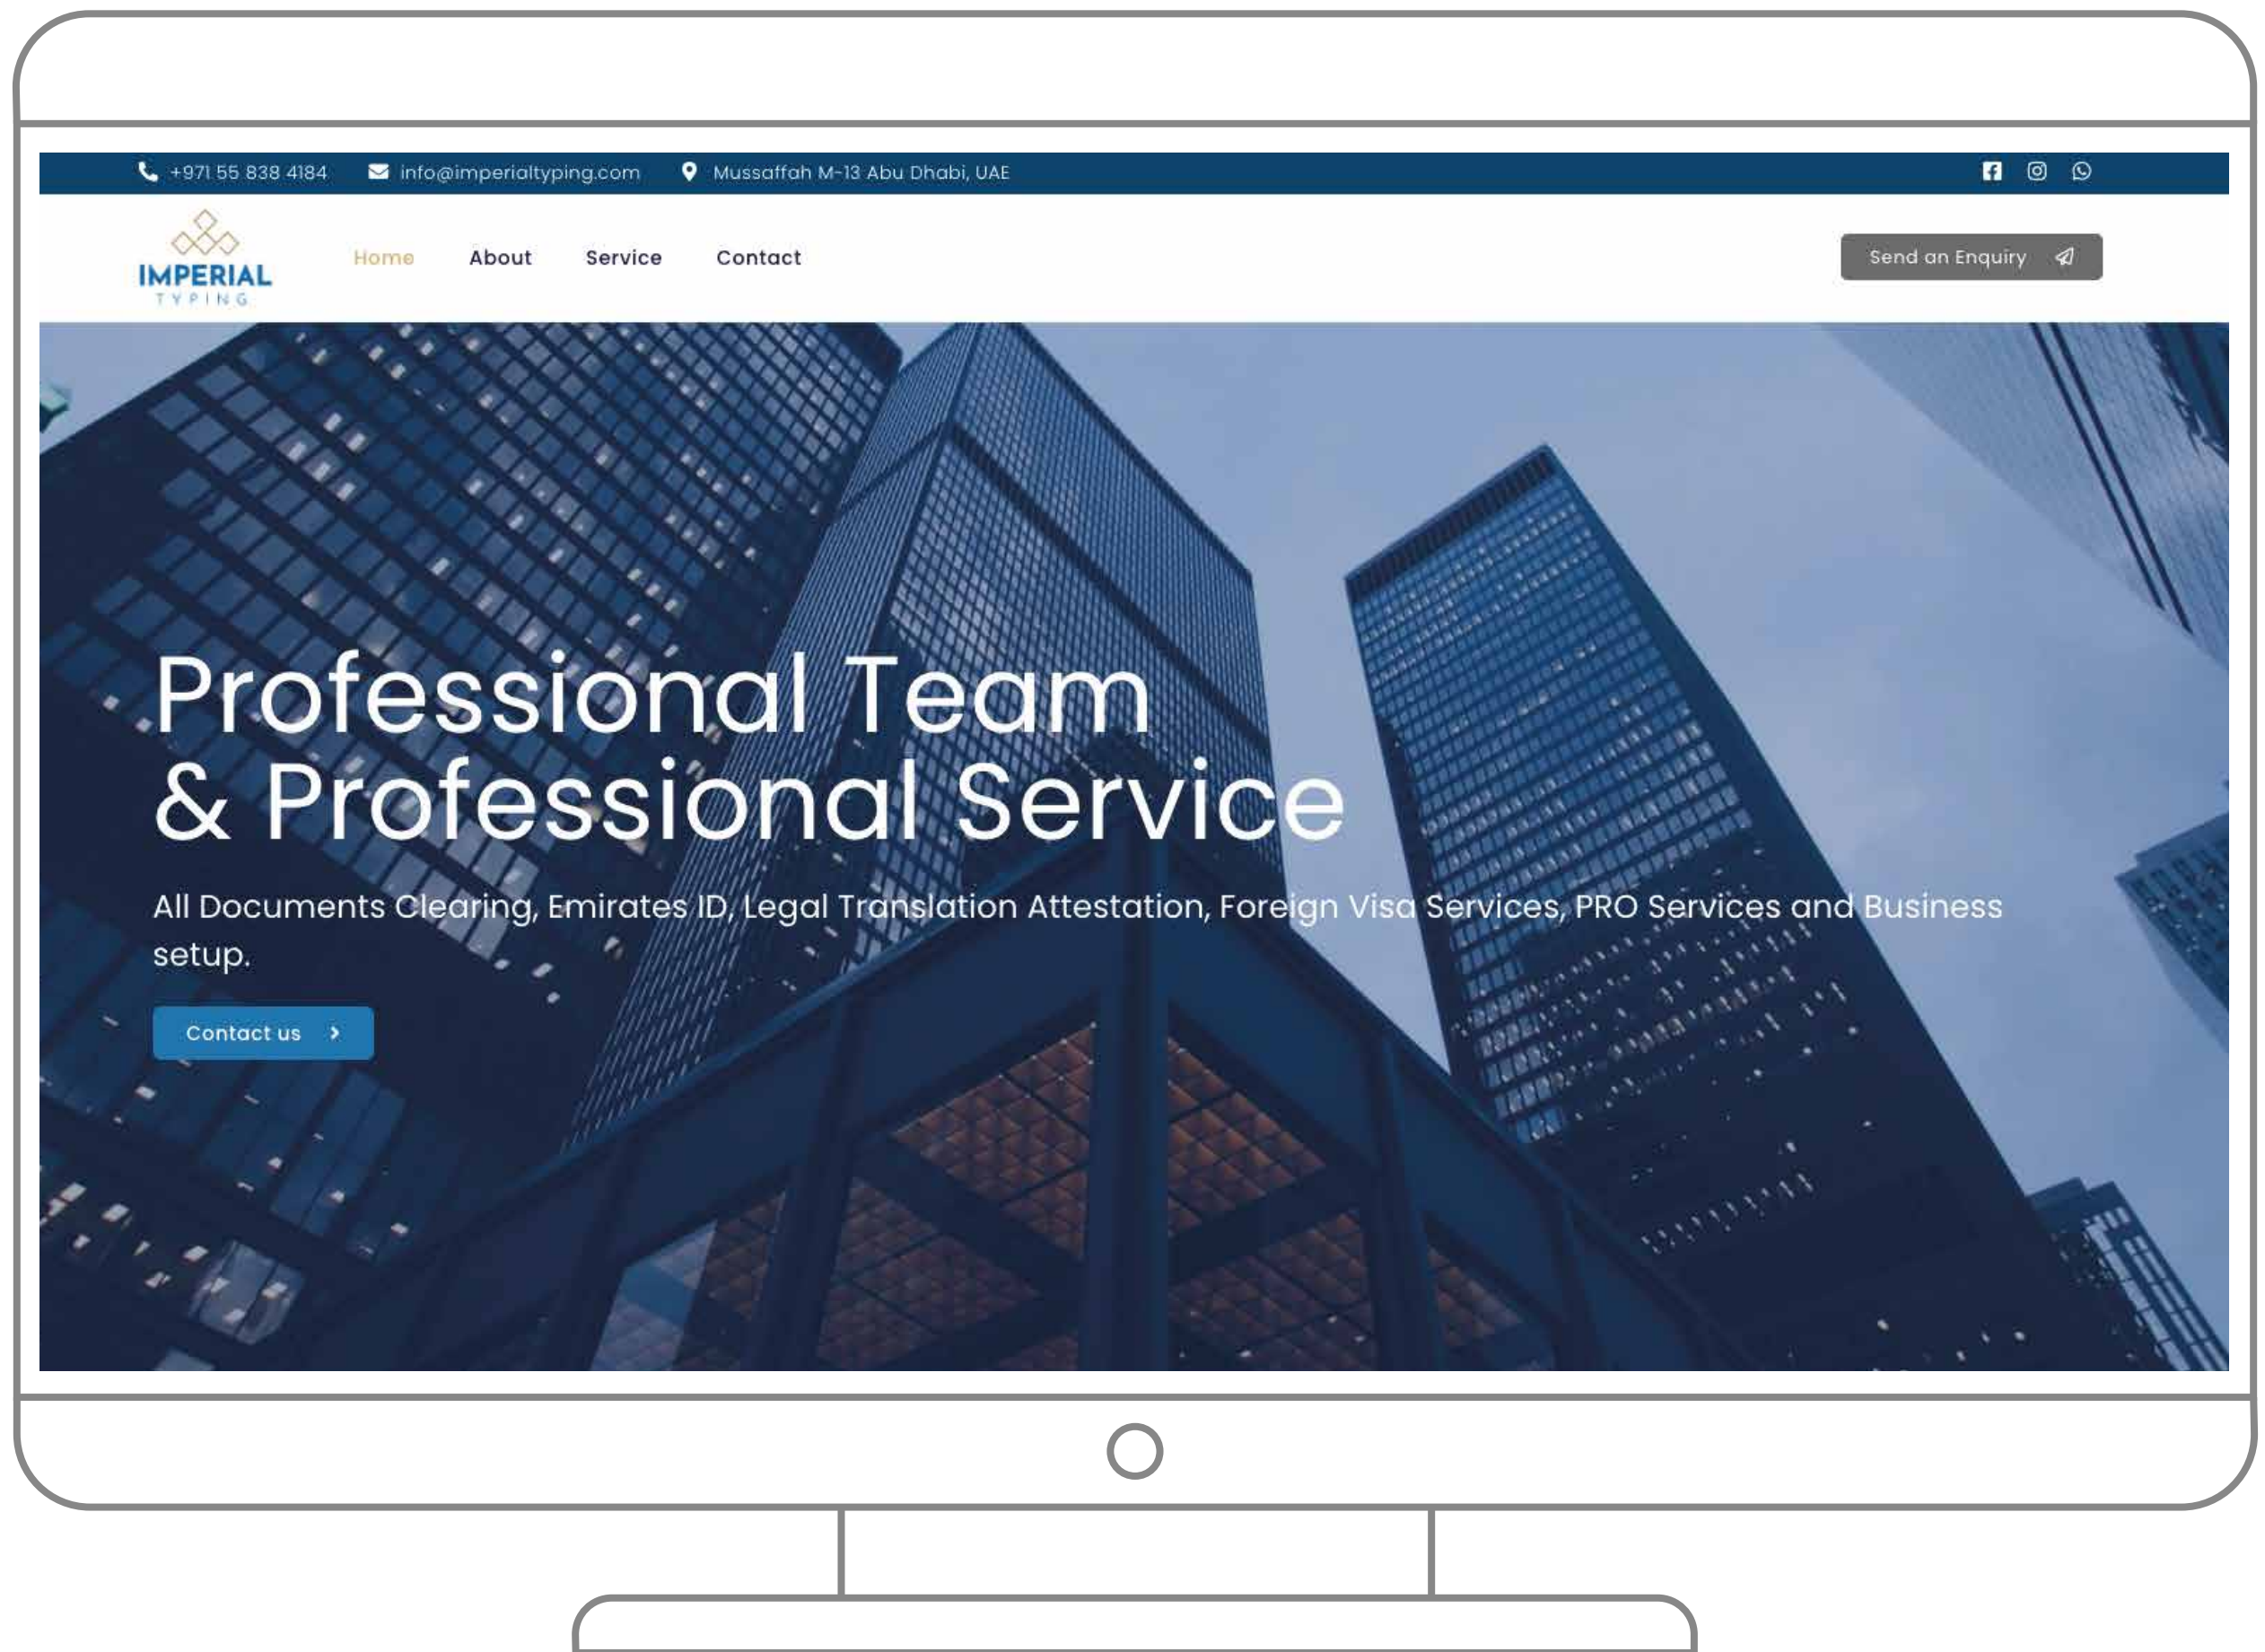 +971 55 838 4184 info@imperialtyping.com Mussaffah M-13 Abu Dhabi, UAE
IMPERIAL
TYPING
Home About Service Contact
Send an Enquiry
Professional Team
& Professional Service
All Documents Clearing, Emirates ID, Legal Translation Attestation, Foreign Visa Services, PRO Services and Business
setup.
Contact us